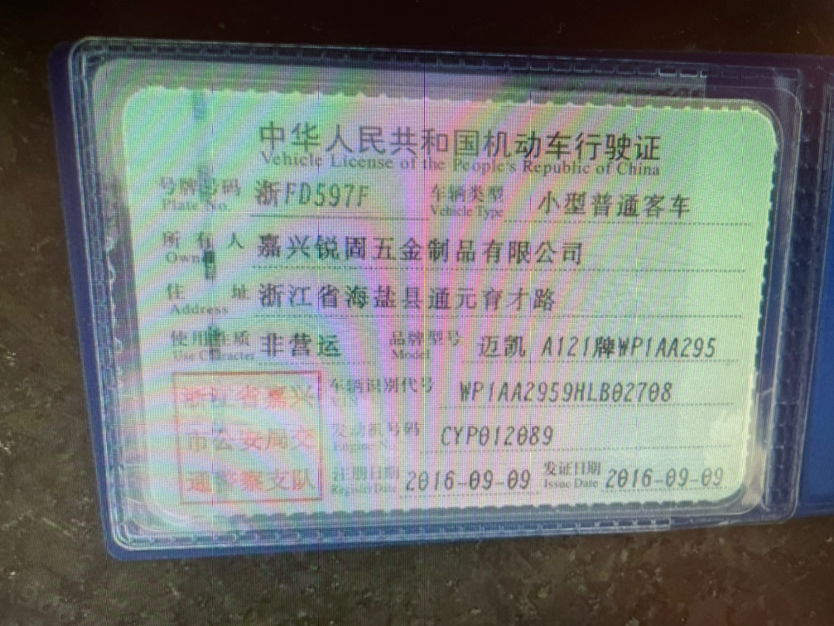 中华人民共和国机动车行驶证
Vehicle License of the People's Republic of China
号牌号码 浙FD597F 车辆类型 小型普通客车
Plate No. Vehicle Type
所有人 嘉兴锐固五金制品有限公司
Owner
住址 浙江省海盐县通元育才路
Address
使用性质 非营运 品牌型号 迈凯 A121牌WP1AA295
Use Character Model
浙江省嘉兴 车辆识别代号 WP1AA2959HLB02708
VIN
市公安局交 发动机号码 CYP012089
Engine No.
通警察支队 注册日期 2016-09-09 发证日期 2016-09-09
Register Date Issue Date